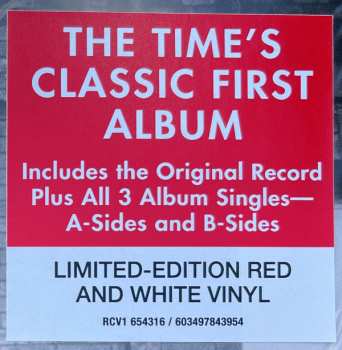 THE TIME'S
CLASSIC FIRST
ALBUM
Includes the Original Record
Plus All 3 Album Singles—
A-Sides and B-Sides
LIMITED-EDITION RED
AND WHITE VINYL
RCV1 654316 / 603497843954